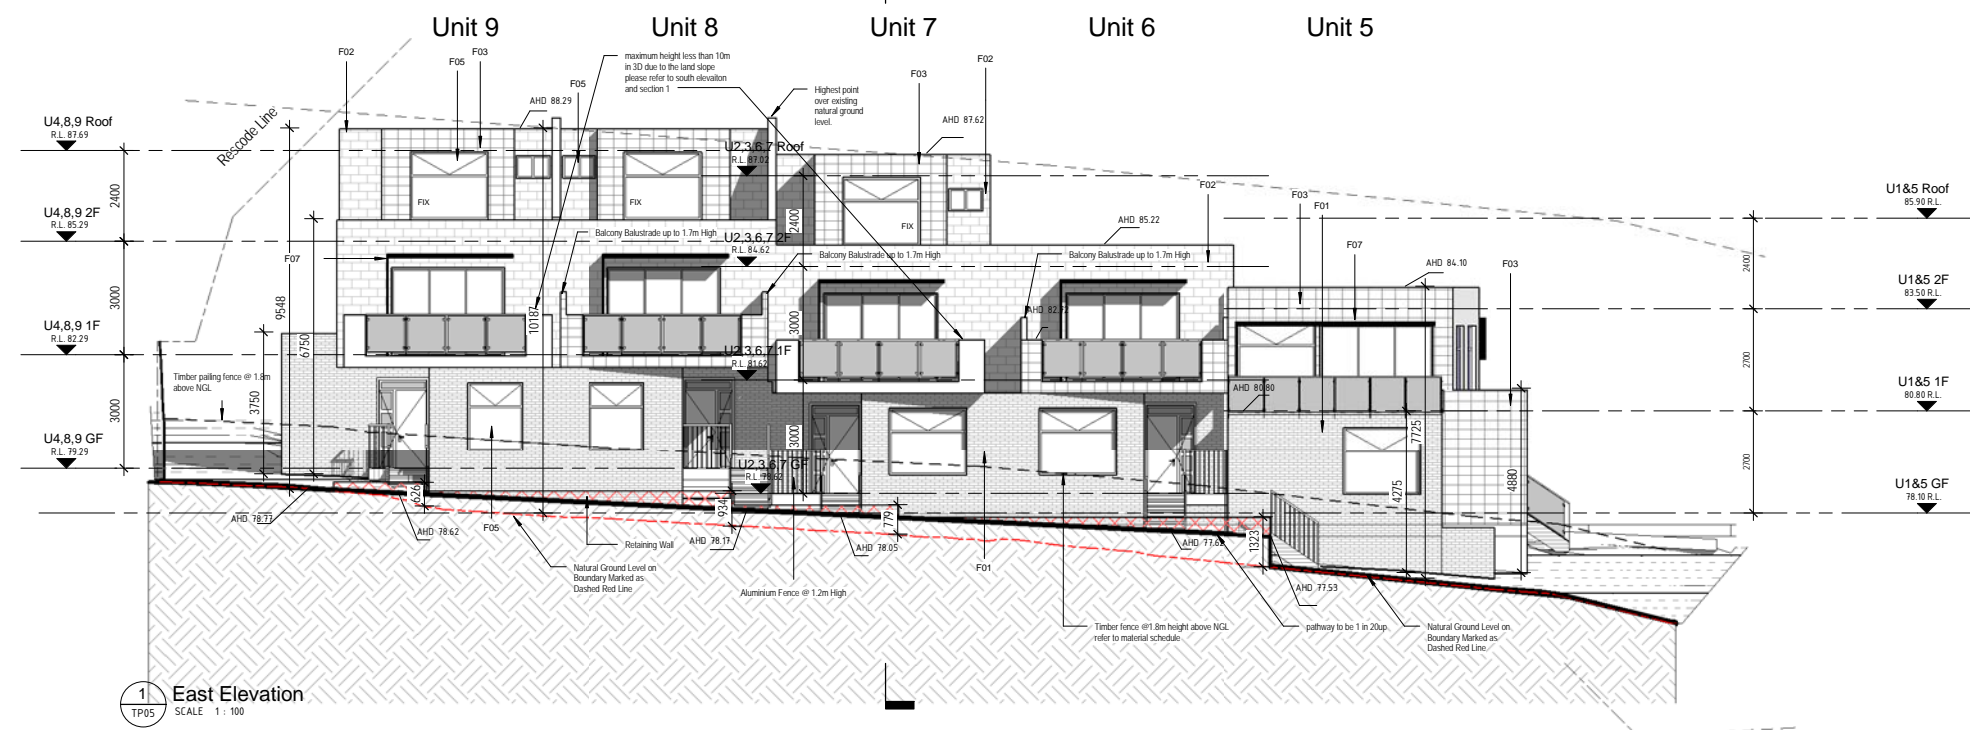 Unit 9
Unit 8
Unit 7
Unit 6
Unit 5
F02
F05
F03
F05
maximum height less than 10m
in 3D due to the land slope
please refer to south elevaiton
and section 1
Highest point
over existing
natural ground
level.
F03
F02
AHD 88.29
AHD 87.62
Rescode Line
U4,8,9 Roof
R.L. 87.69
2400
U4,8,9 2F
R.L. 85.29
3000
U4,8,9 1F
R.L. 82.29
3000
U4,8,9 GF
R.L. 79.29
U2,3,6,7 Roof
R.L. 87.02
2400
U2,3,6,7 2F
R.L. 84.62
3000
U2,3,6,7 1F
R.L. 81.62
3000
U2,3,6,7 GF
R.L. 78.62
U1&5 Roof
85.90 R.L.
2400
U1&5 2F
83.50 R.L.
2700
U1&5 1F
80.80 R.L.
2700
U1&5 GF
78.10 R.L.
FIX
FIX
FIX
F02
F03
F01
F07
F03
AHD 85.22
AHD 84.10
Balcony Balustrade up to 1.7m High
Balcony Balustrade up to 1.7m High
Balcony Balustrade up to 1.7m High
F07
9548
6750
10187
3750
AHD 82.92
AHD 80.80
7725
4275
4880
Timber pailing fence @ 1.8m
above NGL
626
934
779
1323
AHD 78.77
AHD 78.62
F05
Retaining Wall
AHD 78.17
AHD 78.05
AHD 77.62
AHD 77.53
F01
Natural Ground Level on
Boundary Marked as
Dashed Red Line
Aluminium Fence @ 1.2m High
Timber fence @1.8m height above NGL
refer to material schedule
pathway to be 1 in 20up
Natural Ground Level on
Boundary Marked as
Dashed Red Line
1
TP05
East Elevation
SCALE 1 : 100